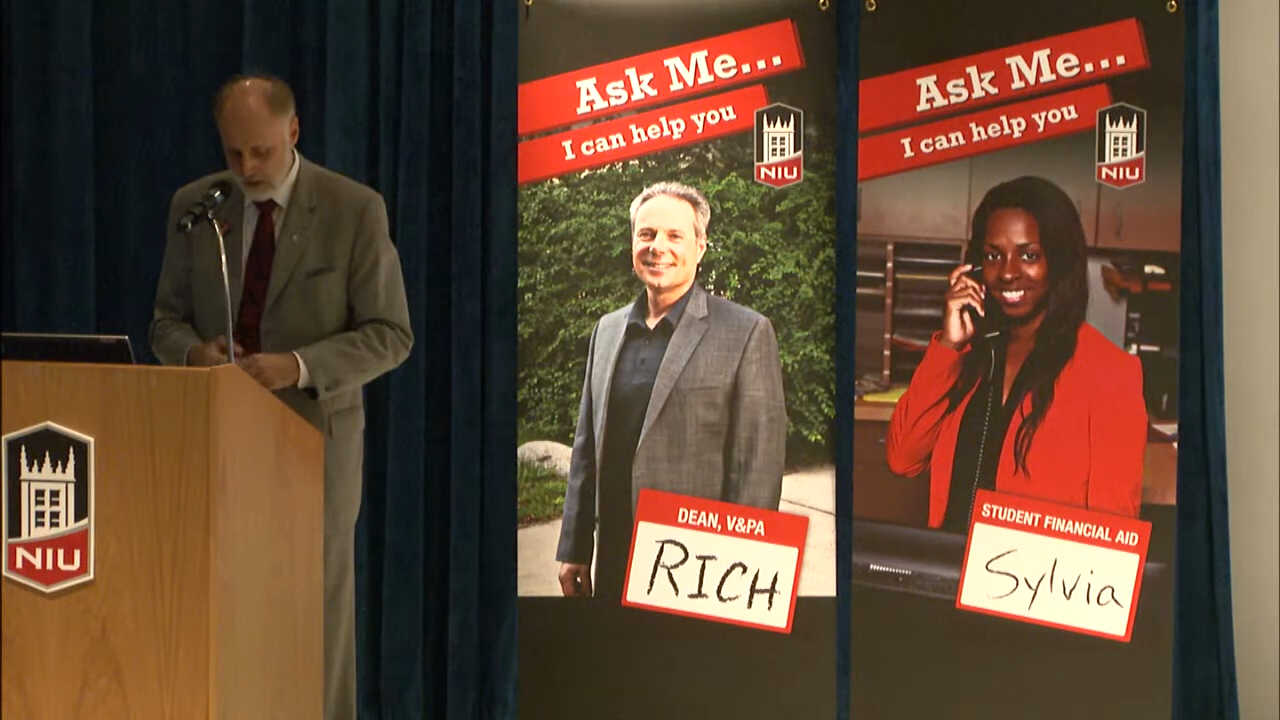 Ask Me...
I can help you
NIU
DEAN, V&PA
RICH
Ask Me...
I can help you
NIU
STUDENT FINANCIAL AID
Sylvia
NIU